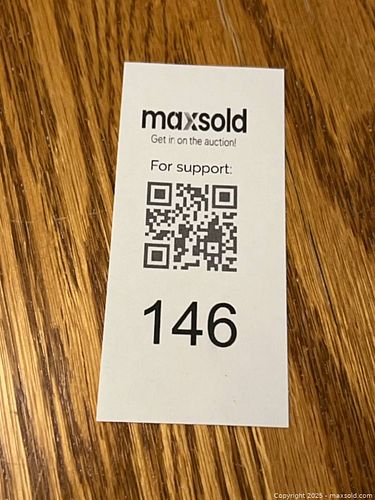 maxsold
Get in on the auction!
For support:
146
Copyright 2025 - maxsold.com